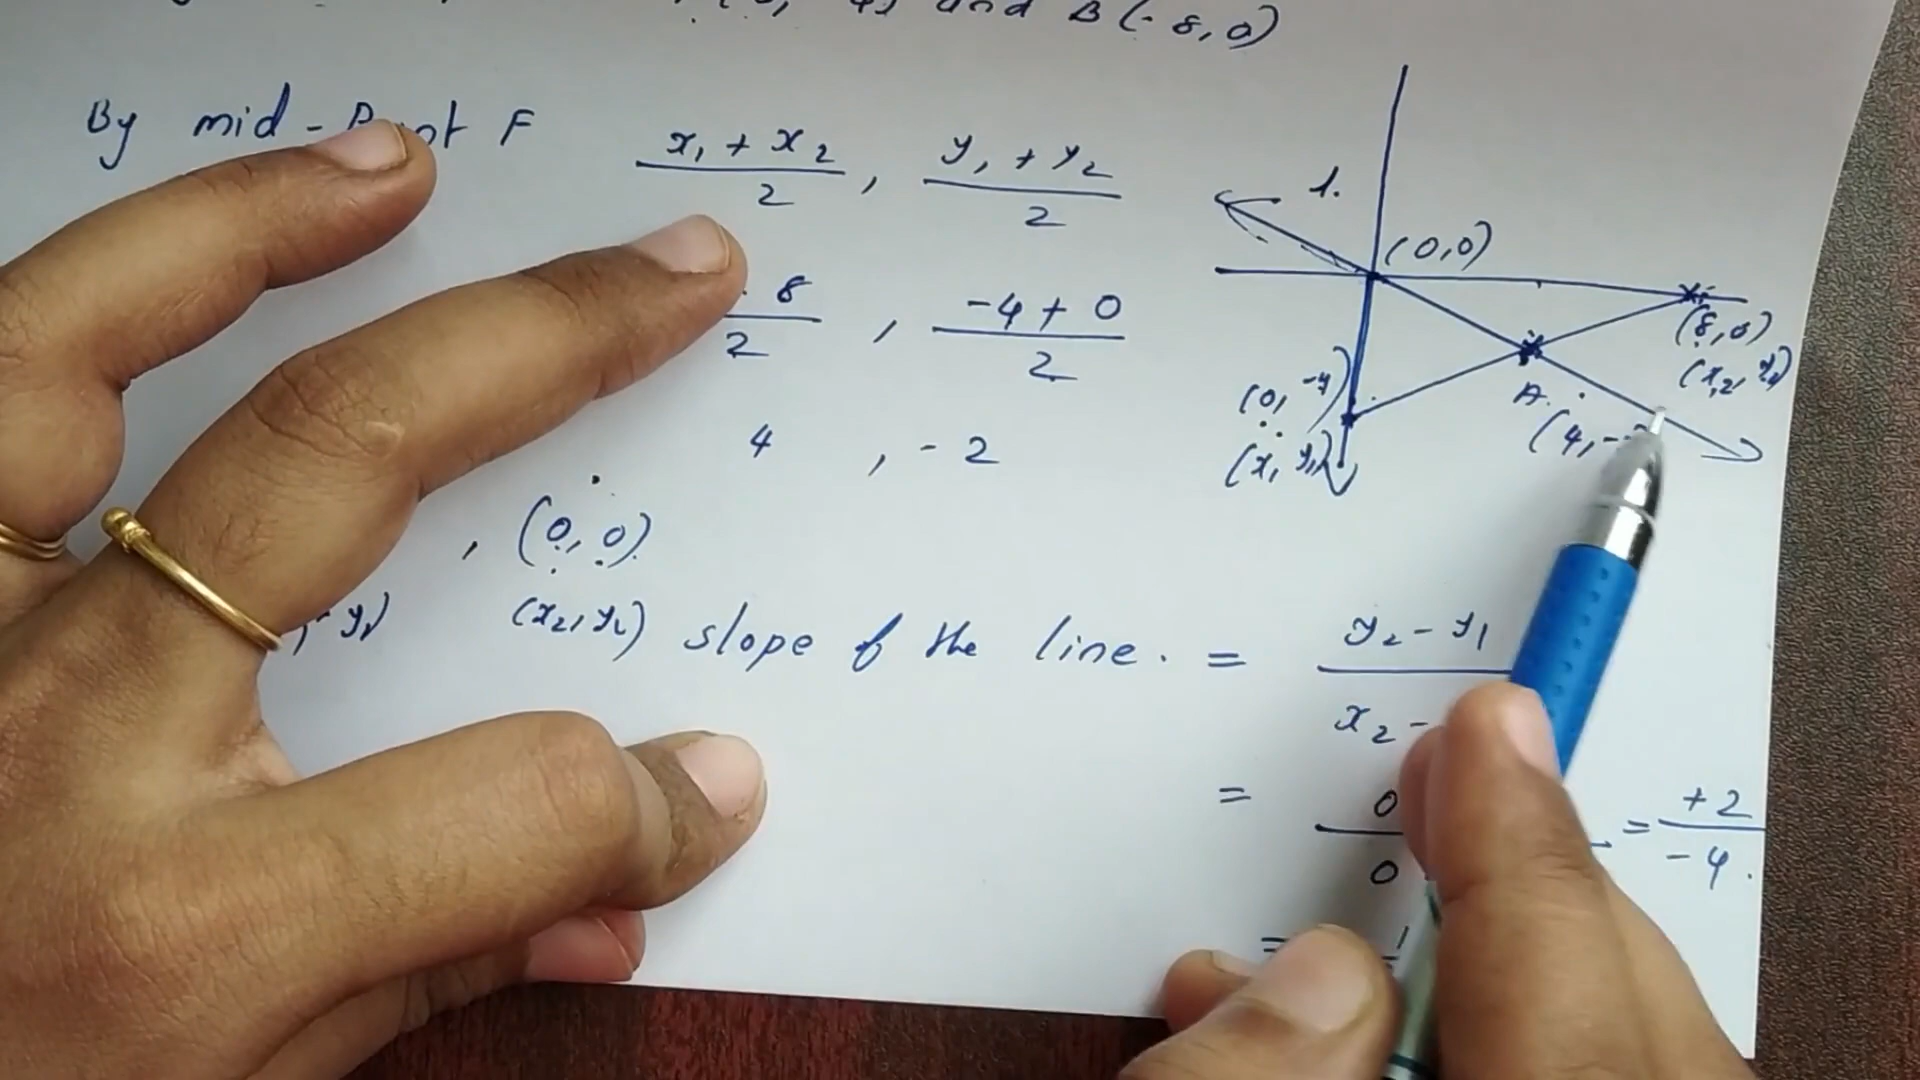 and B(-8,0)
By mid-Point F
x₁ + x₂ / 2 , y₁ + y₂ / 2
8 / 2 , -4 + 0 / 2
4 , -2
, (0, 0)
(x₂, y₂) slope of the line. = y₂ - y₁ / x₂ -
= 0 / 0 = +2 / -4
=
l.
(0,0)
(8,0)
(x₂, y₂)
(0, -4)
(x, y₁)
A.
(4, -